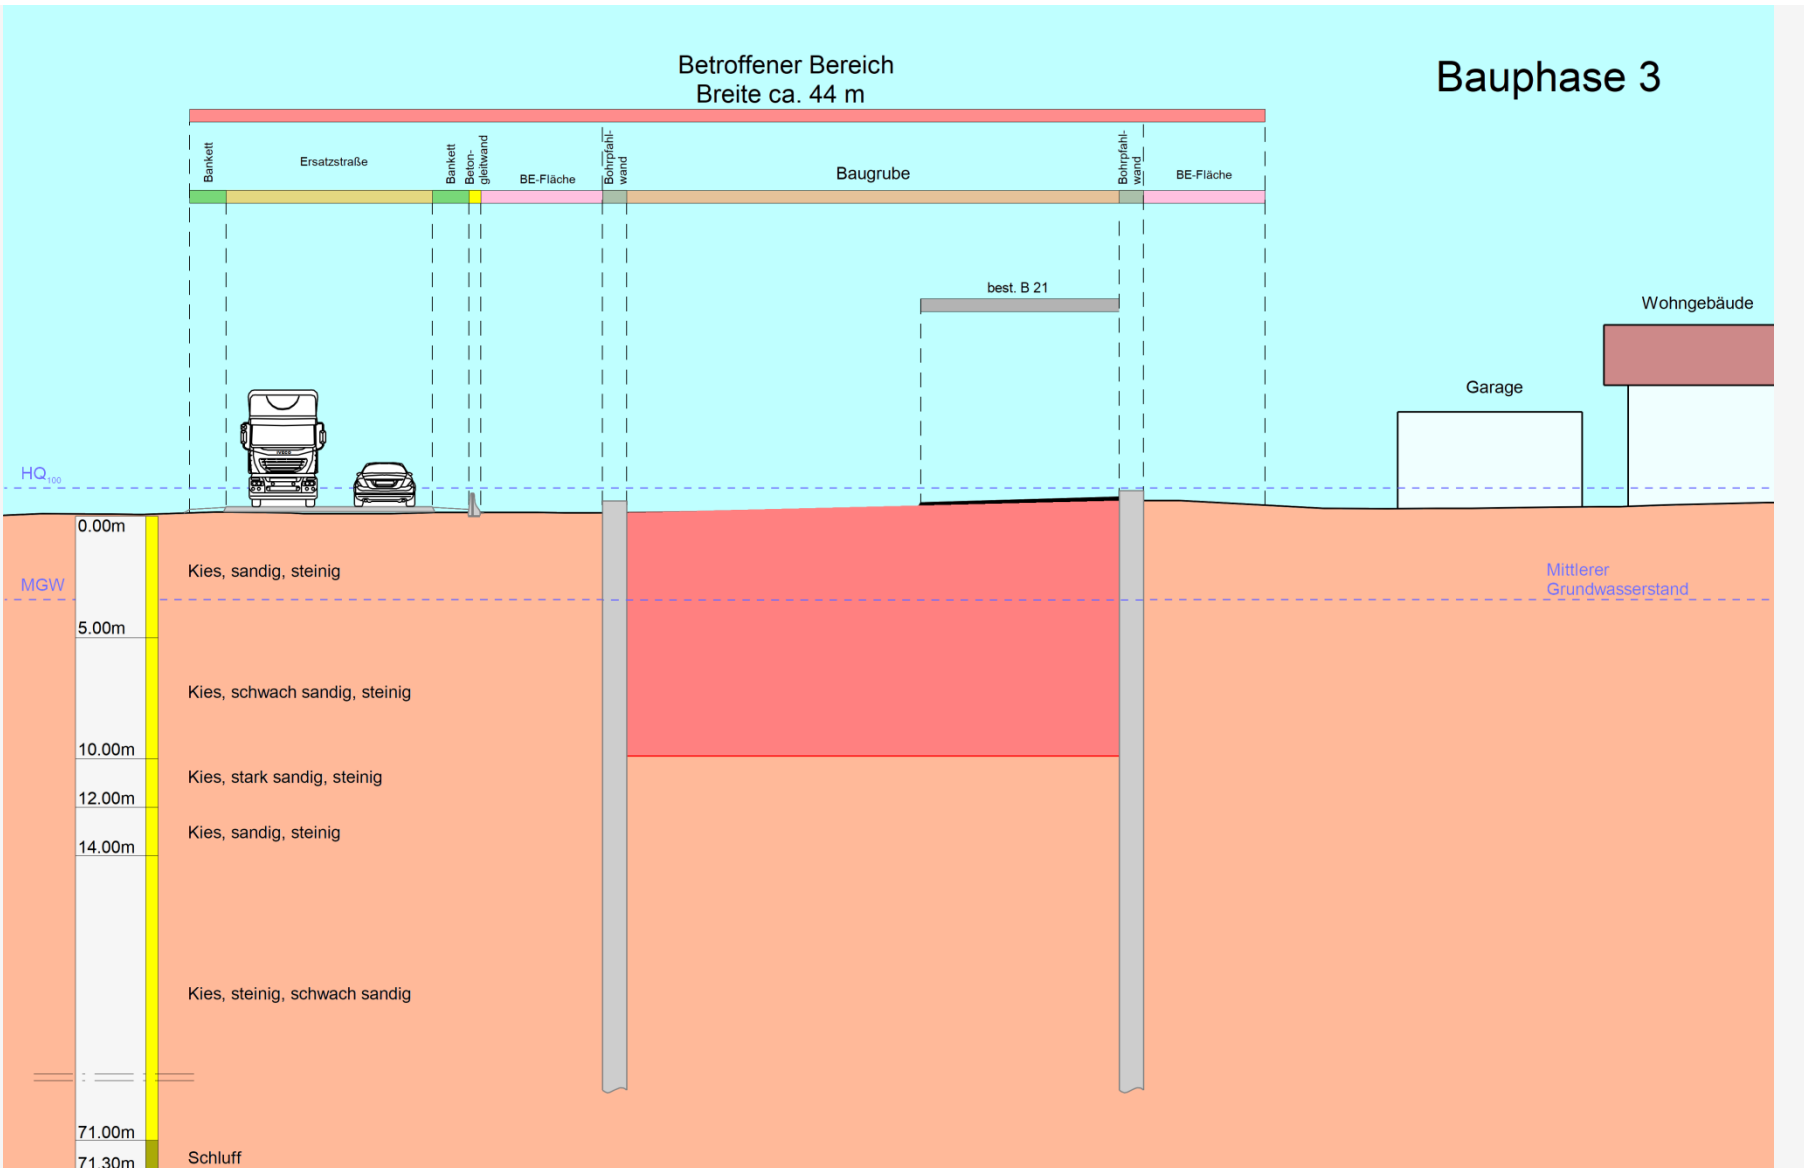 Betroffener Bereich
Breite ca. 44 m
Bauphase 3
Bankett
Ersatzstraße
Bankett
Beton-
gleitwand
BE-Fläche
Bohrpfahl-
wand
Baugrube
Bohrpfahl-
wand
BE-Fläche
best. B 21
Wohngebäude
Garage
HQ100
0.00m
Kies, sandig, steinig
MGW
Mittlerer
Grundwasserstand
5.00m
Kies, schwach sandig, steinig
10.00m
Kies, stark sandig, steinig
12.00m
Kies, sandig, steinig
14.00m
Kies, steinig, schwach sandig
71.00m
Schluff
71.30m